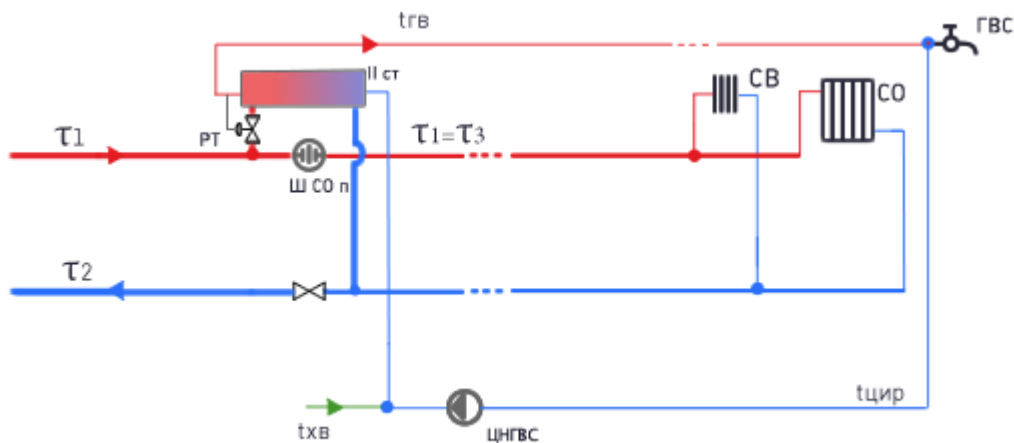 tгв
ГВС
II ст
СВ
СО
РТ
τ1
τ1=τ3
Ш СО п
τ2
tцир
tхв
ЦНГВС